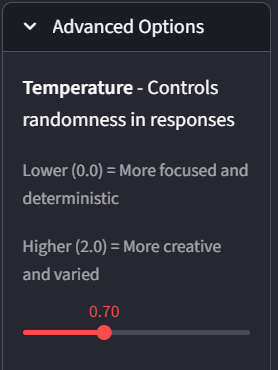 Advanced Options
Temperature - Controls
randomness in responses
Lower (0.0) = More focused and
deterministic
Higher (2.0) = More creative
and varied
0.70